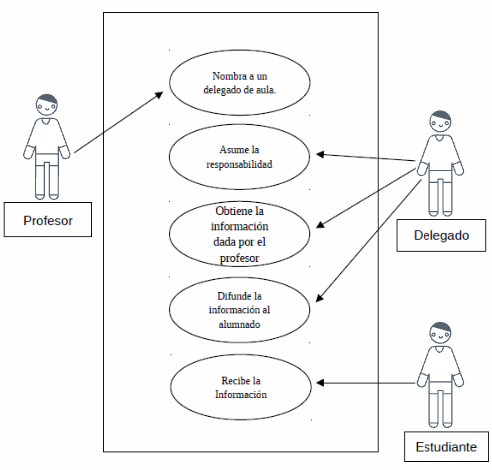 Nombra a un
delegado de aula.
Asume la
responsabilidad
Profesor
Obtiene la
información
dada por el
profesor
Delegado
Difunde la
información al
alumnado
Recibe la
Información
Estudiante